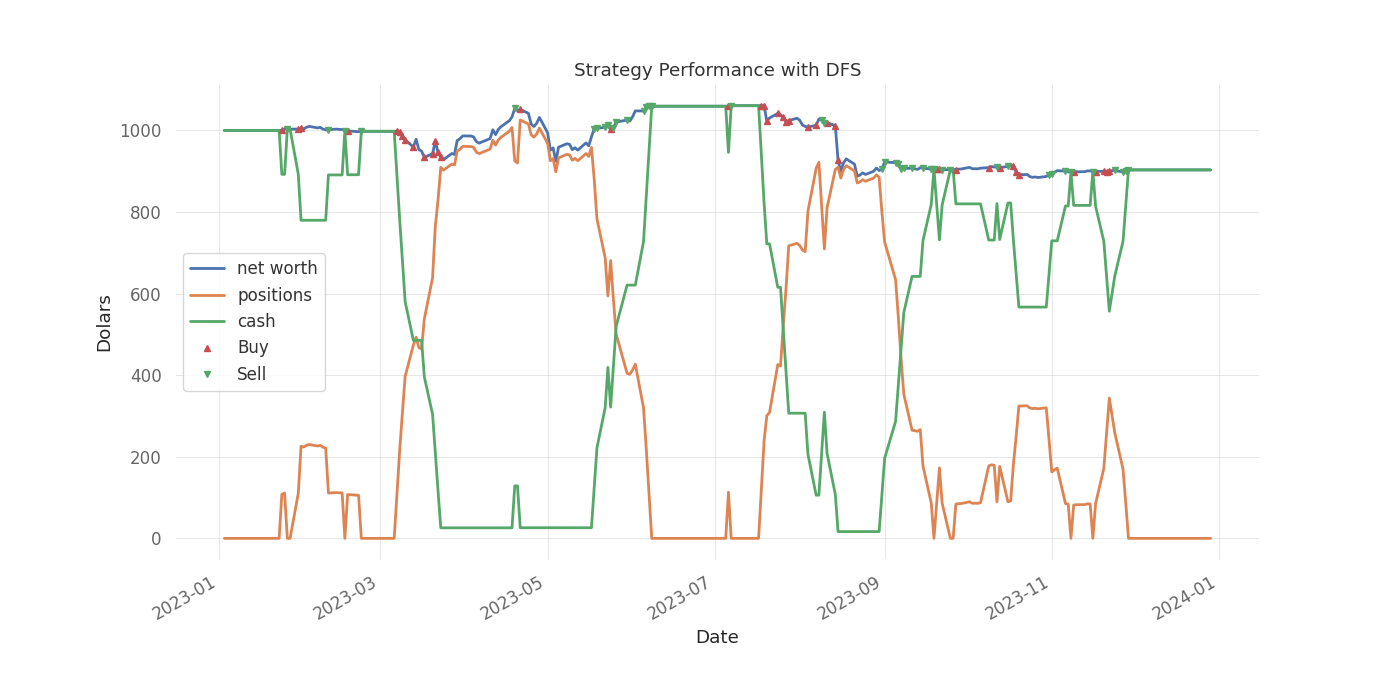 Strategy Performance with DFS
1000
800
600
400
200
0
Dolars
net worth
positions
cash
Buy
Sell
2023-01
2023-03
2023-05
2023-07
2023-09
2023-11
2024-01
Date